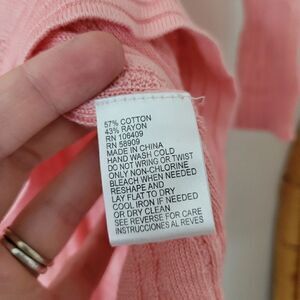 57% COTTON
43% RAYON
RN 106409
RN 58909
MADE IN CHINA
HAND WASH COLD
DO NOT WRING OR TWIST
ONLY NON-CHLORINE
BLEACH WHEN NEEDED
RESHAPE AND
LAY FLAT TO DRY
COOL IRON IF NEEDED
OR DRY CLEAN
SEE REVERSE FOR CARE
INSTRUCCIONES AL REVES